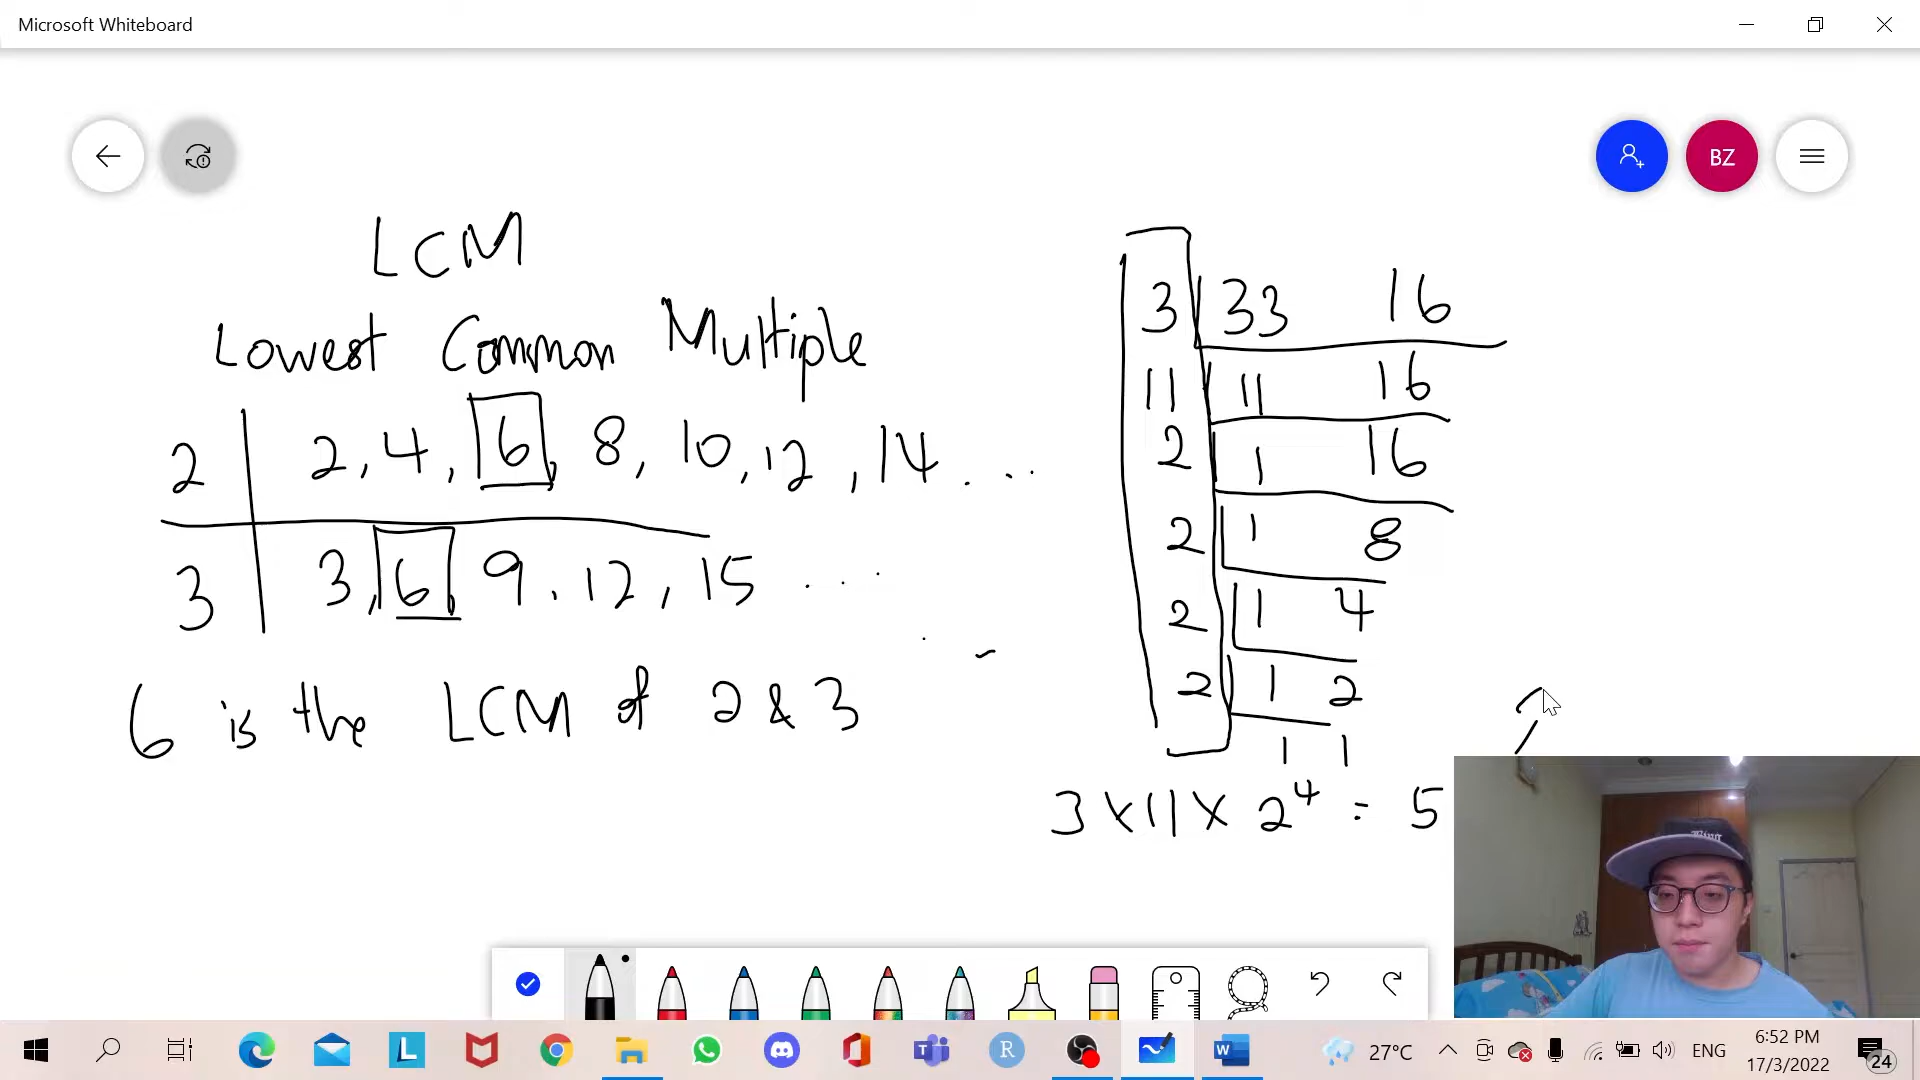 Microsoft Whiteboard
BZ
LCM
Lowest Common Multiple
2 2, 4, 6, 8, 10, 12, 14 ...
3 3, 6, 9, 12, 15 ...
6 is the LCM of 2 & 3
3 33 16
11 11 16
2 1 16
2 1 8
2 1 4
2 1 2
1 1
3 x 11 x 2⁴ = 5
L
R
W
27°C
ENG
6:52 PM
17/3/2022
24